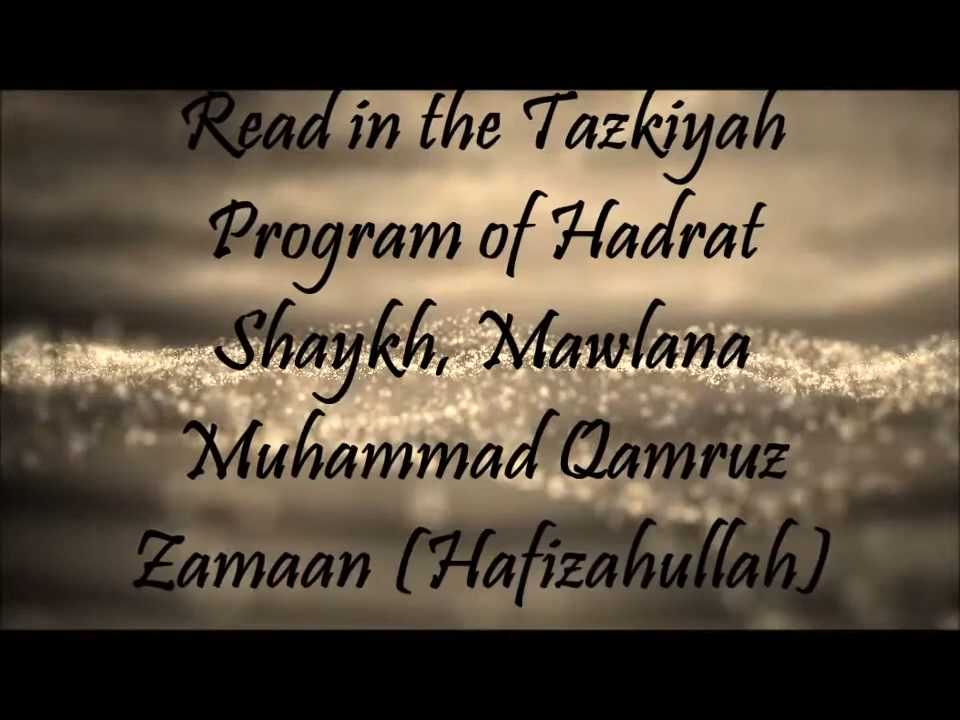 Read in the Tazkiyah
Program of Hadrat
Shaykh, Mawlana
Muhammad Qamruz
Zamaan (Hafizahullah)